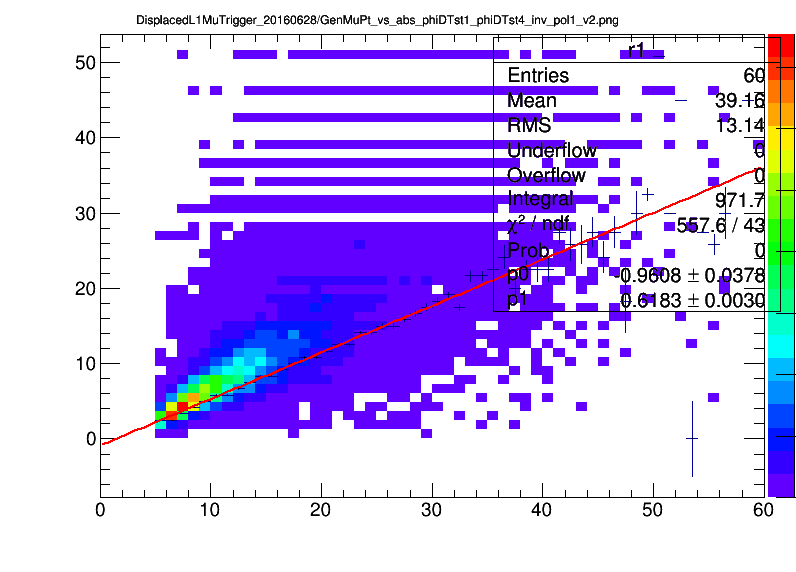 DisplacedL1MuTrigger_20160628/GenMuPt_vs_abs_phiDTst1_phiDTst4_inv_pol1_v2.png
r1
Entries 60
Mean 39.16
RMS 13.14
Underflow 0
Overflow 0
Integral 971.7
χ² / ndf 557.6 / 43
Prob 0
p0 -0.9608 ± 0.0378
p1 0.6183 ± 0.0030
50
40
30
20
10
0
0 10 20 30 40 50 60